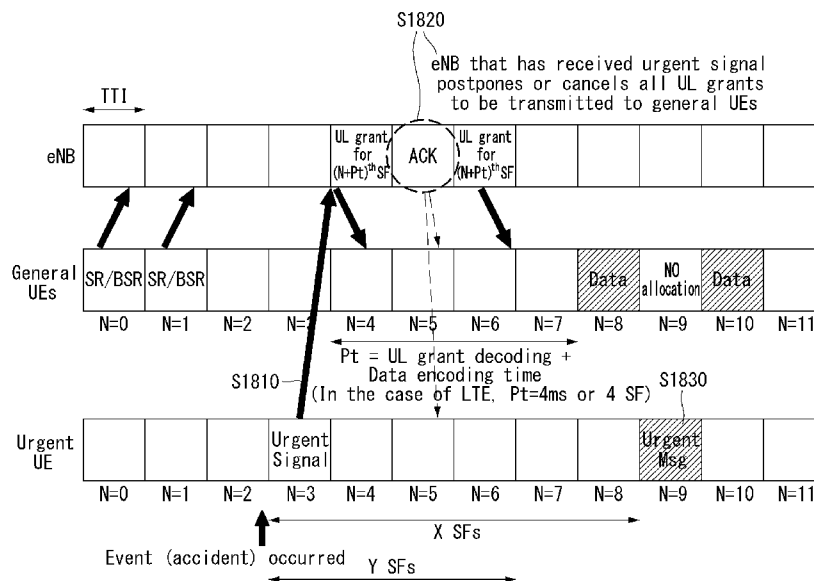 S1820
eNB that has received urgent signal
postpones or cancels all UL grants
to be transmitted to general UEs
TTI
eNB
UL grant
for
(N+Pt)th SF
ACK
UL grant
for
(N+Pt)th SF
General
UEs
SR/BSR
SR/BSR
Data
NO
allocation
Data
N=0
N=1
N=2
N=3
N=4
N=5
N=6
N=7
N=8
N=9
N=10
N=11
Pt = UL grant decoding +
Data encoding time
(In the case of LTE, Pt=4ms or 4 SF)
S1810
S1830
Urgent
UE
Urgent
Signal
Urgent
Msg
N=0
N=1
N=2
N=3
N=4
N=5
N=6
N=7
N=8
N=9
N=10
N=11
X SFs
Event (accident) occurred
Y SFs